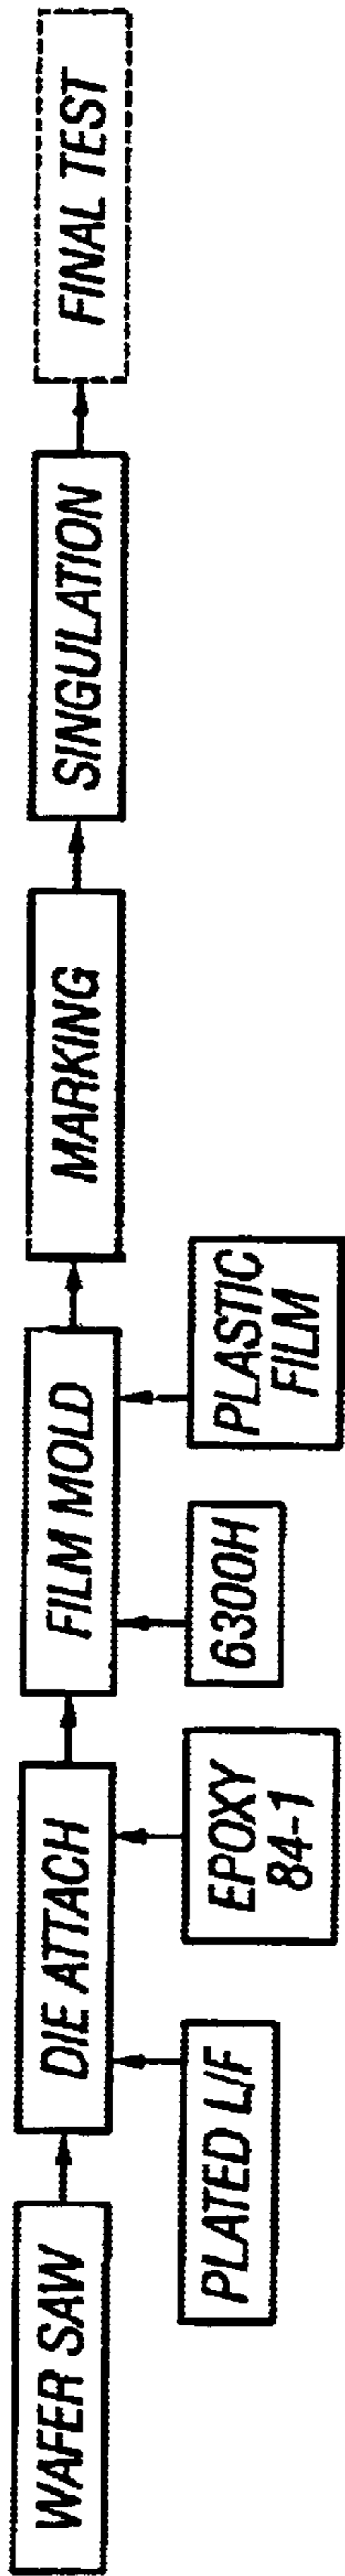 WAFER SAW
DIE ATTACH
FILM MOLD
MARKING
SINGULATION
FINAL TEST
PLATED L/F
EPOXY
84-1
6300H
PLASTIC
FILM